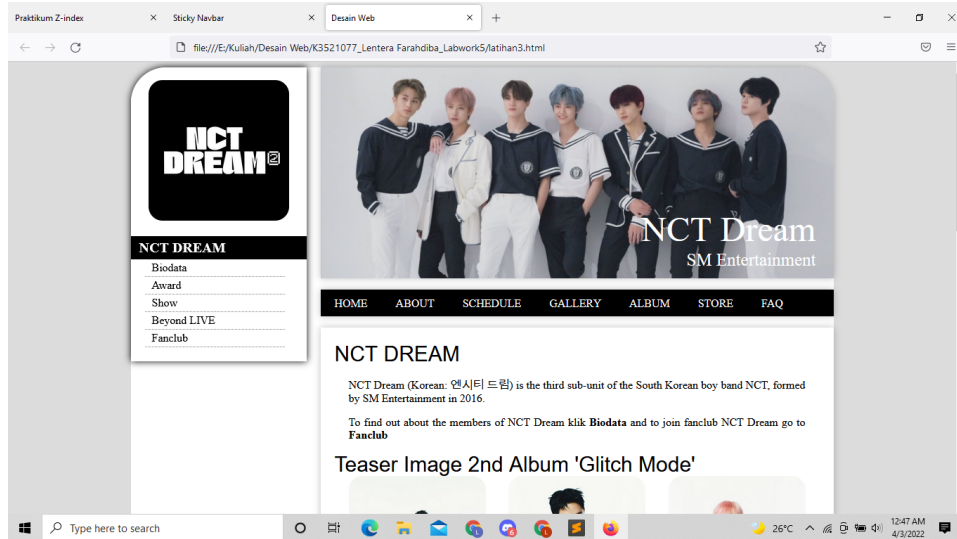 Praktikum Z-index
Sticky Navbar
Desain Web
file:///E:/Kuliah/Desain Web/K3521077_Lentera Farahdiba_Labwork5/latihan3.html
NCT
DREAM 2
NCT DREAM
Biodata
Award
Show
Beyond LIVE
Fanclub
NCT Dream
SM Entertainment
HOME ABOUT SCHEDULE GALLERY ALBUM STORE FAQ
NCT DREAM
NCT Dream (Korean: 엔시티 드림) is the third sub-unit of the South Korean boy band NCT, formed
by SM Entertainment in 2016.
To find out about the members of NCT Dream klik Biodata and to join fanclub NCT Dream go to
Fanclub
Teaser Image 2nd Album 'Glitch Mode'
Type here to search
26°C
12:47 AM
4/3/2022